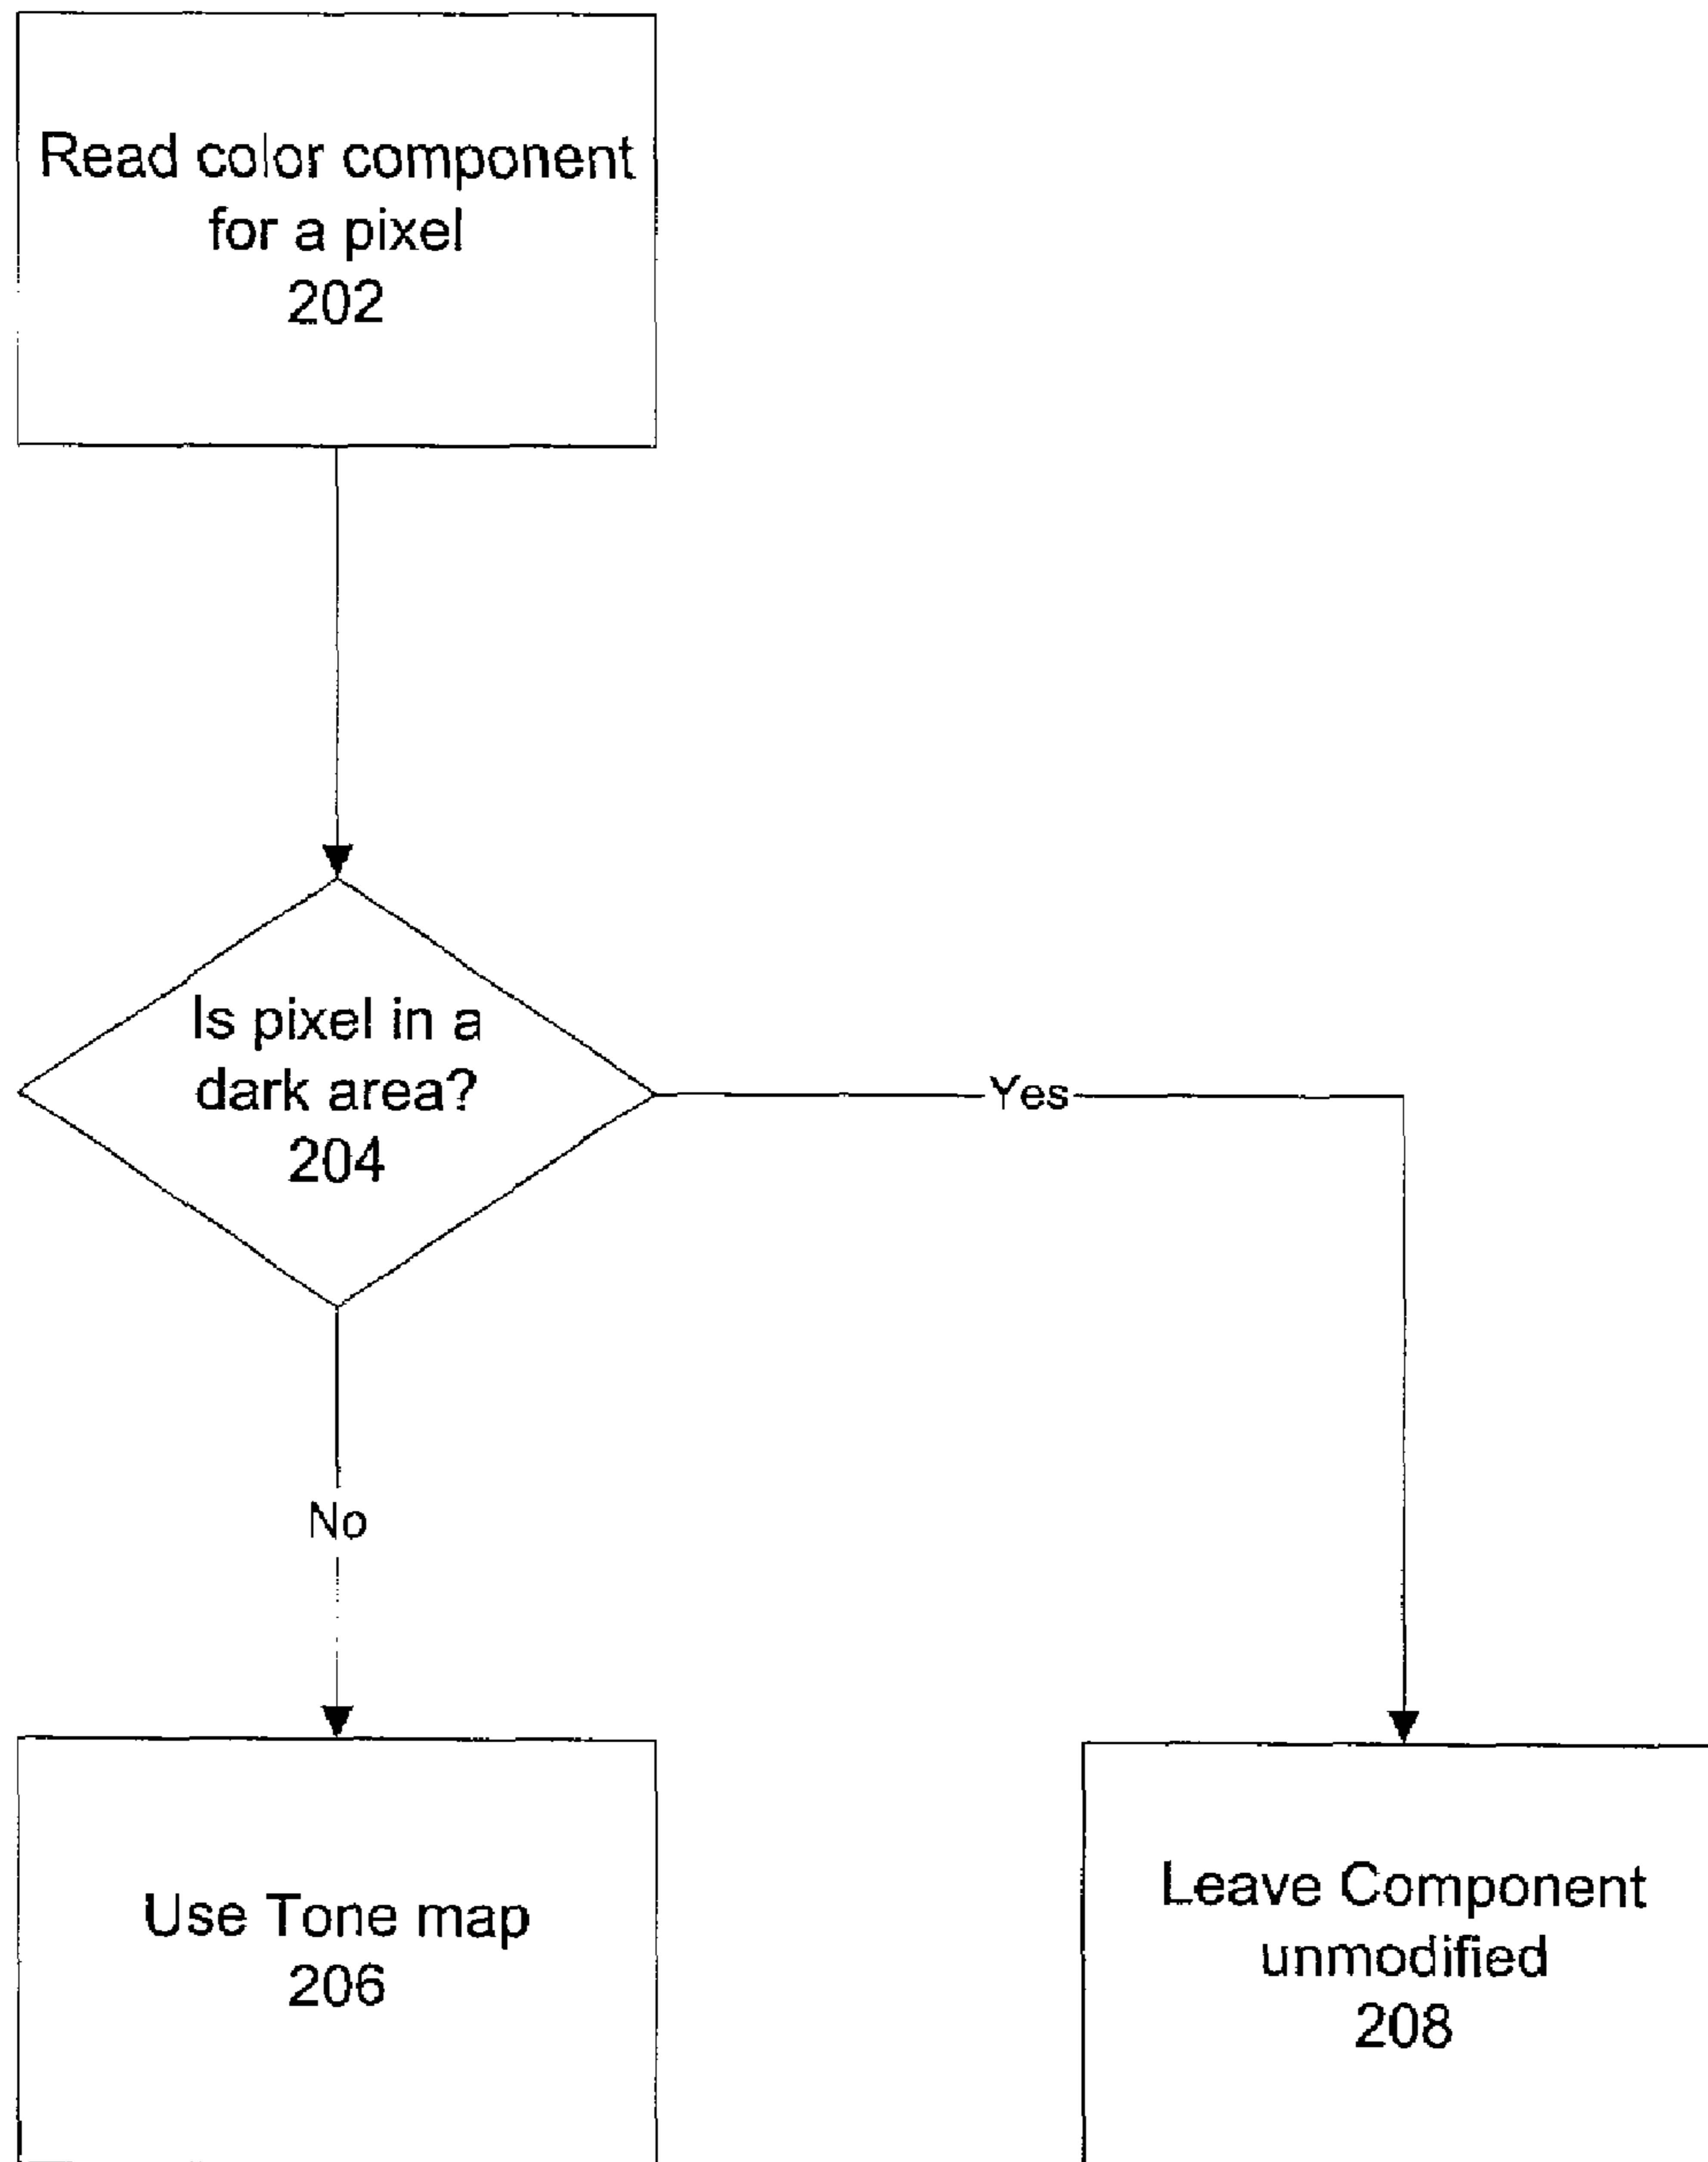 Read color component
for a pixel
202
Is pixel in a
dark area?
204
Yes
No
Use Tone map
206
Leave Component
unmodified
208